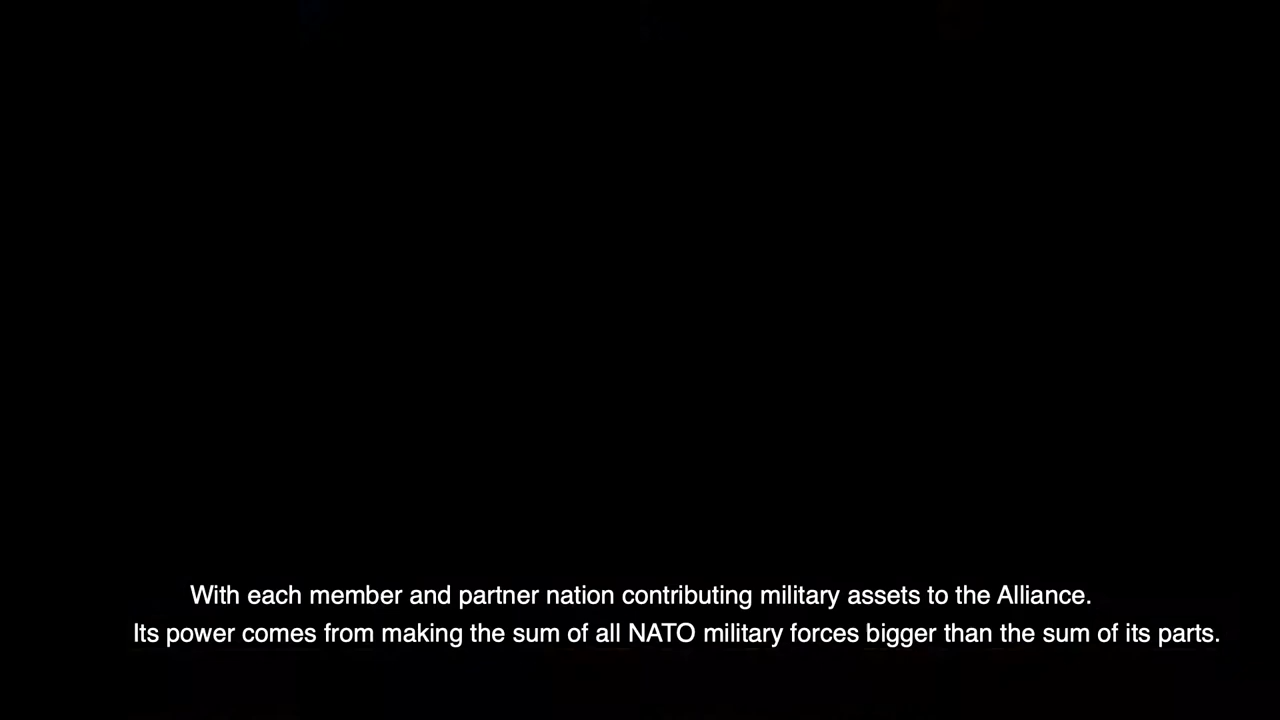 With each member and partner nation contributing military assets to the Alliance.
Its power comes from making the sum of all NATO military forces bigger than the sum of its parts.